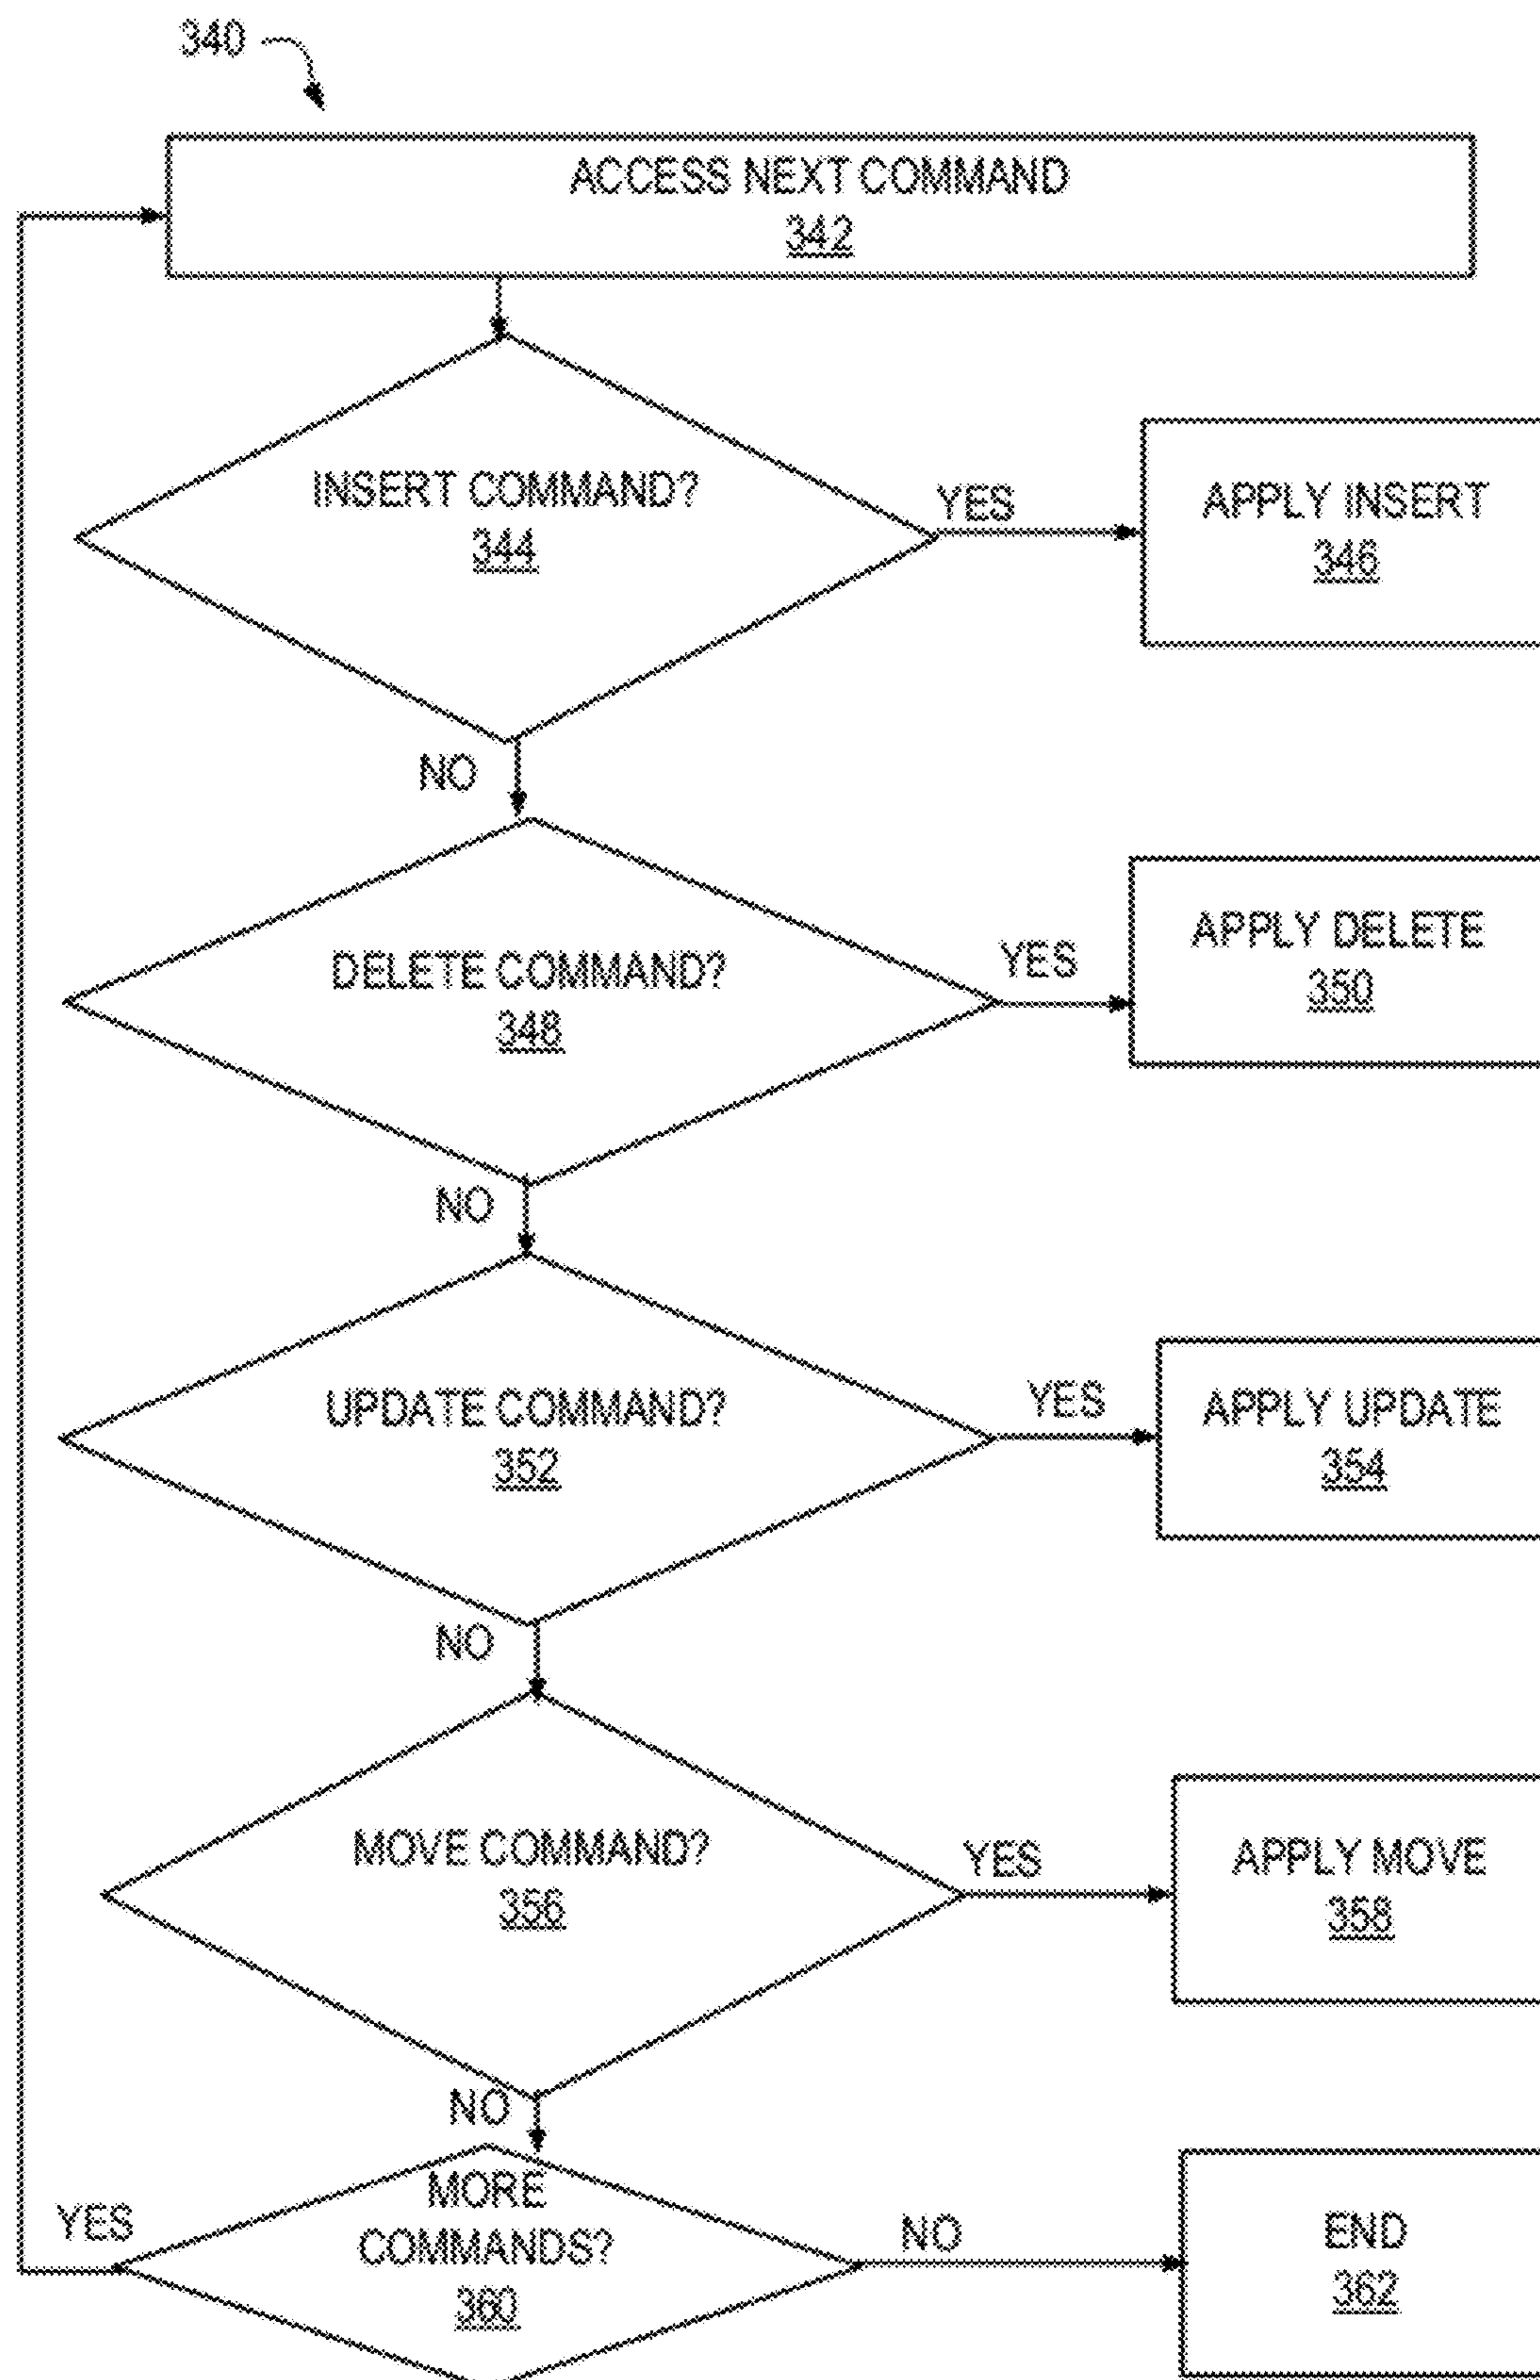 340
ACCESS NEXT COMMAND
342
INSERT COMMAND?
344
YES
APPLY INSERT
346
NO
DELETE COMMAND?
348
YES
APPLY DELETE
350
NO
UPDATE COMMAND?
352
YES
APPLY UPDATE
354
NO
MOVE COMMAND?
356
YES
APPLY MOVE
358
NO
MORE
COMMANDS?
360
YES
NO
END
362